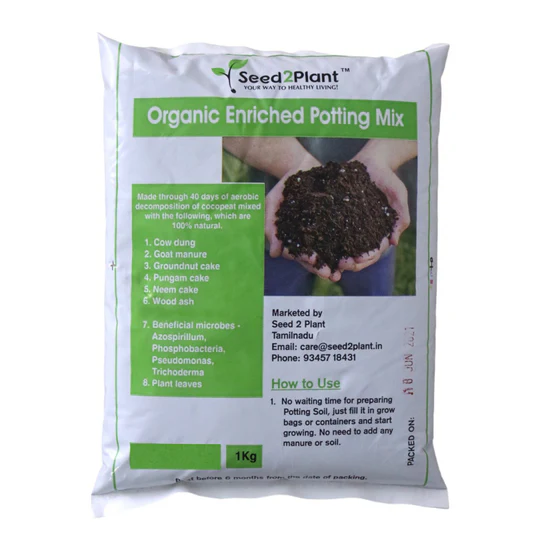 Seed2Plant™
YOUR WAY TO HEALTHY LIVING!
Organic Enriched Potting Mix
Made through 40 days of aerobic
decomposition of cocopeat mixed
with the following, which are
100% natural.
1. Cow dung
2. Goat manure
3. Groundnut cake
4. Pungam cake
5. Neem cake
6. Wood ash
7. Beneficial microbes -
Azospirillum,
Phosphobacteria,
Pseudomonas,
Trichoderma
8. Plant leaves
Marketed by
Seed 2 Plant
Tamilnadu
Email: care@seed2plant.in
Phone: 93457 18431
How to Use
1. No waiting time for preparing
Potting Soil, just fill it in grow
bags or containers and start
growing. No need to add any
manure or soil.
PACKED ON:
JUN 2021
1Kg
before 6 months from the date of packing.